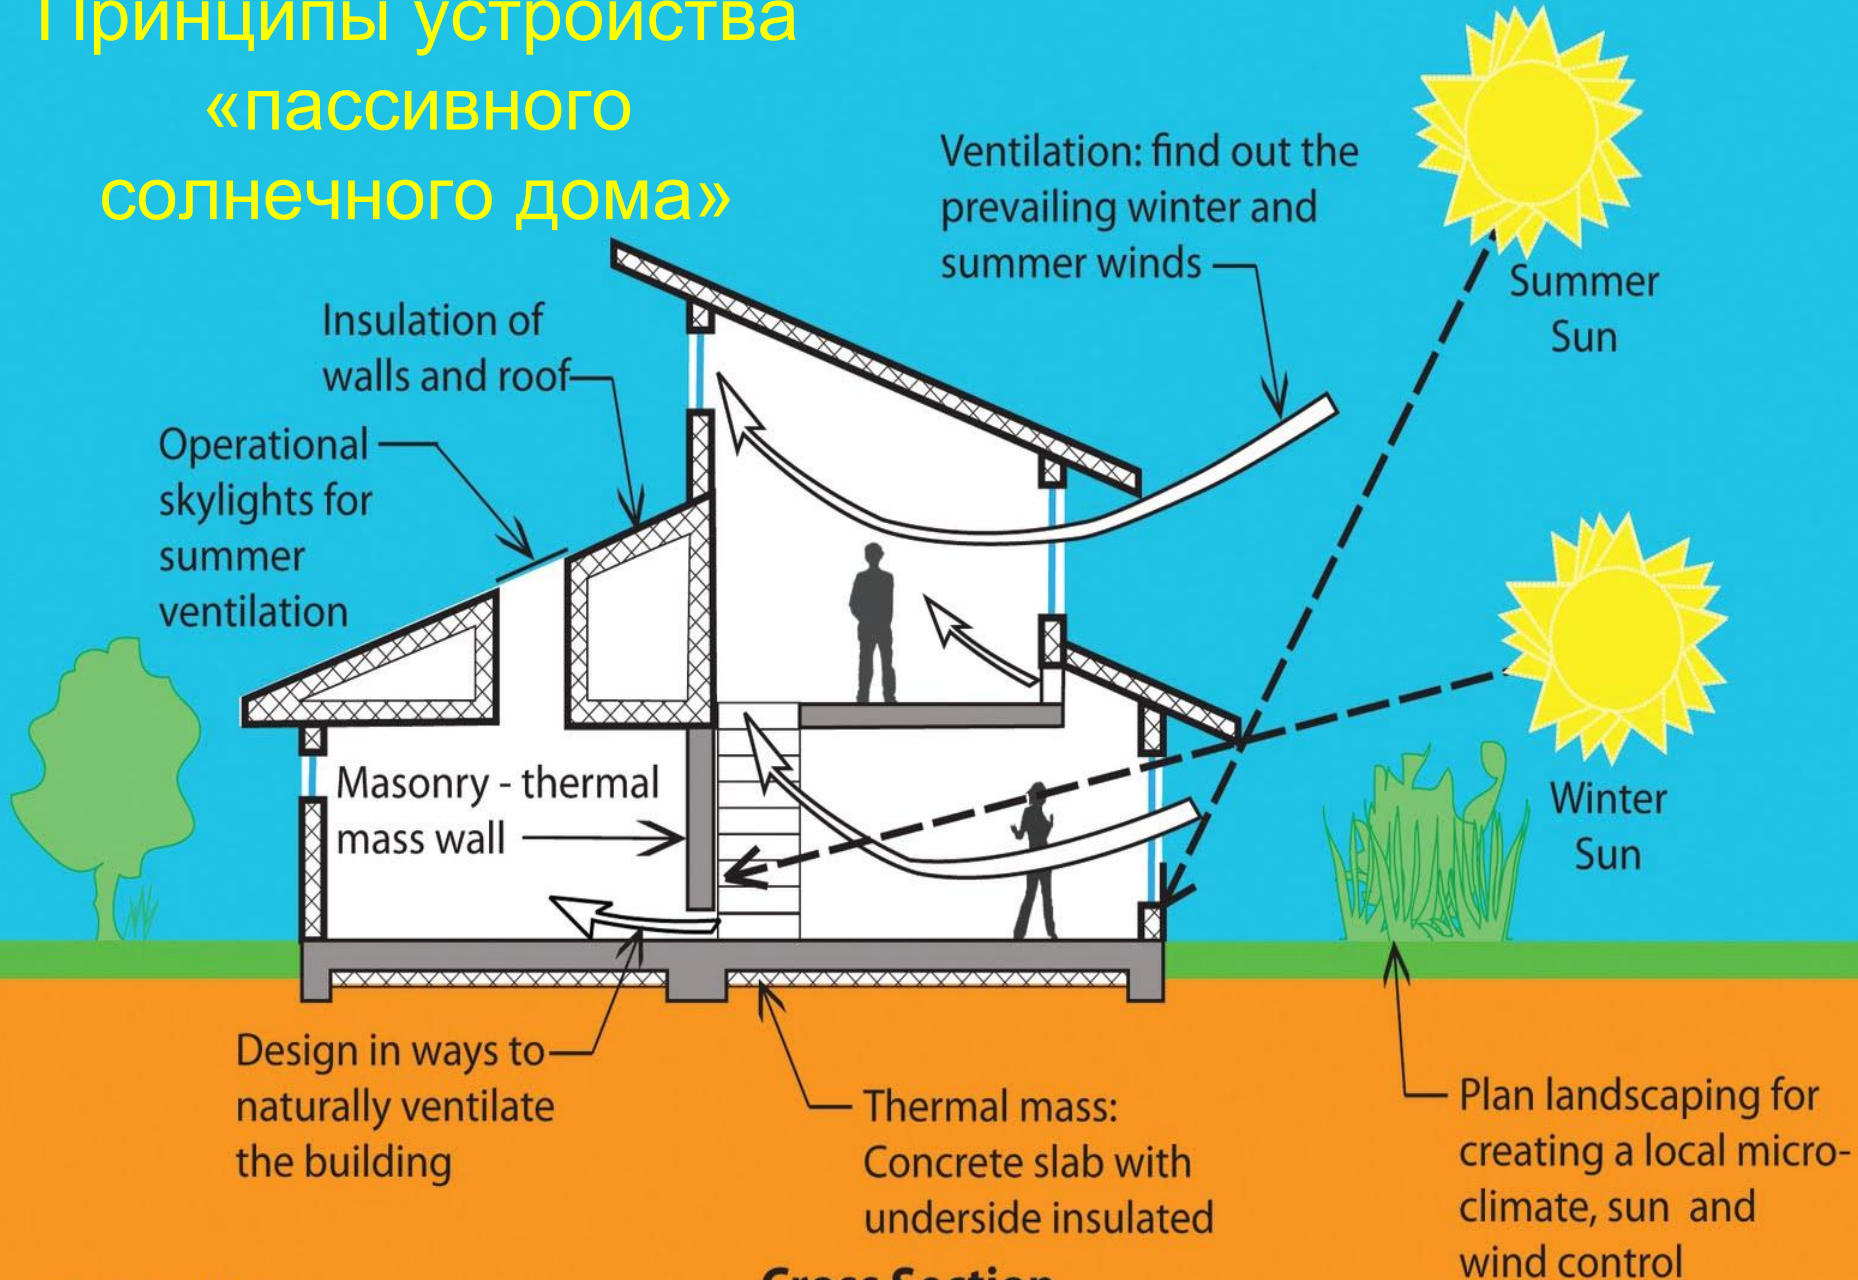 Принципы устройства
«пассивного
солнечного дома»
Ventilation: find out the
prevailing winter and
summer winds
Summer
Sun
Insulation of
walls and roof
Operational
skylights for
summer
ventilation
Masonry - thermal
mass wall
Winter
Sun
Design in ways to
naturally ventilate
the building
Thermal mass:
Concrete slab with
underside insulated
Plan landscaping for
creating a local micro-
climate, sun and
wind control
Cross Section